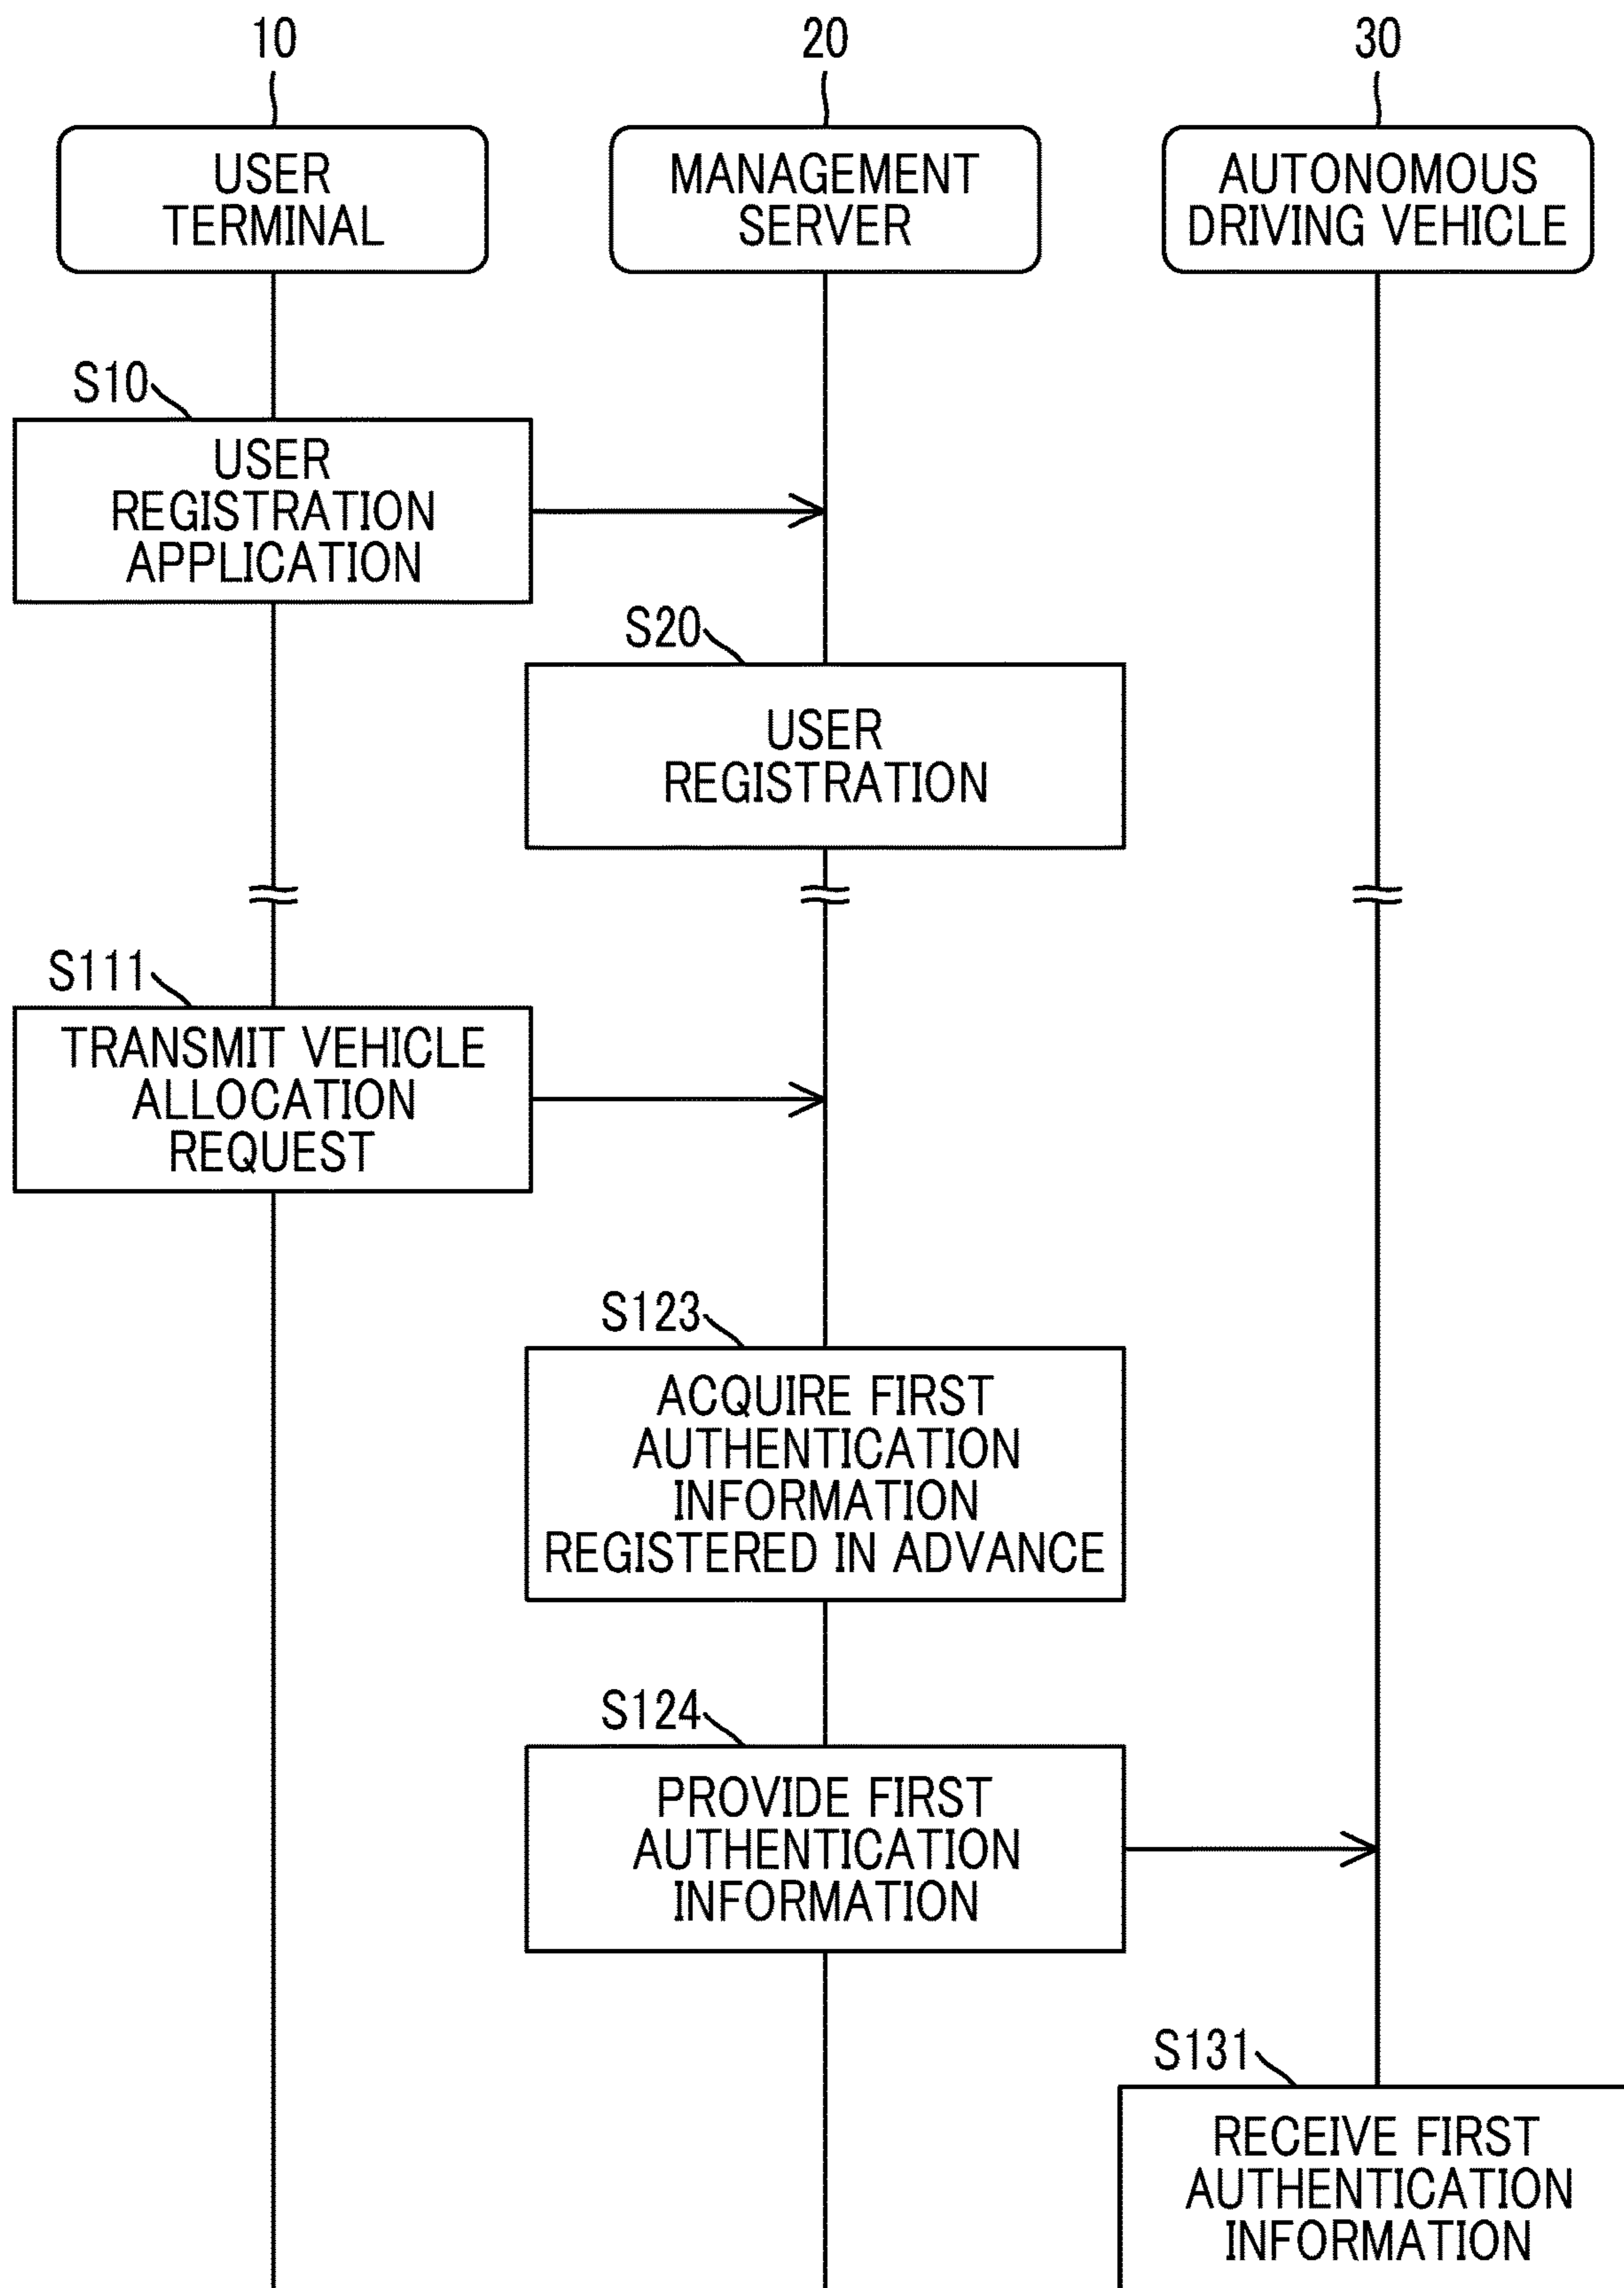 10
20
30
USER
TERMINAL
MANAGEMENT
SERVER
AUTONOMOUS
DRIVING VEHICLE
S10
USER
REGISTRATION
APPLICATION
S20
USER
REGISTRATION
S111
TRANSMIT VEHICLE
ALLOCATION
REQUEST
S123
ACQUIRE FIRST
AUTHENTICATION
INFORMATION
REGISTERED IN ADVANCE
S124
PROVIDE FIRST
AUTHENTICATION
INFORMATION
S131
RECEIVE FIRST
AUTHENTICATION
INFORMATION